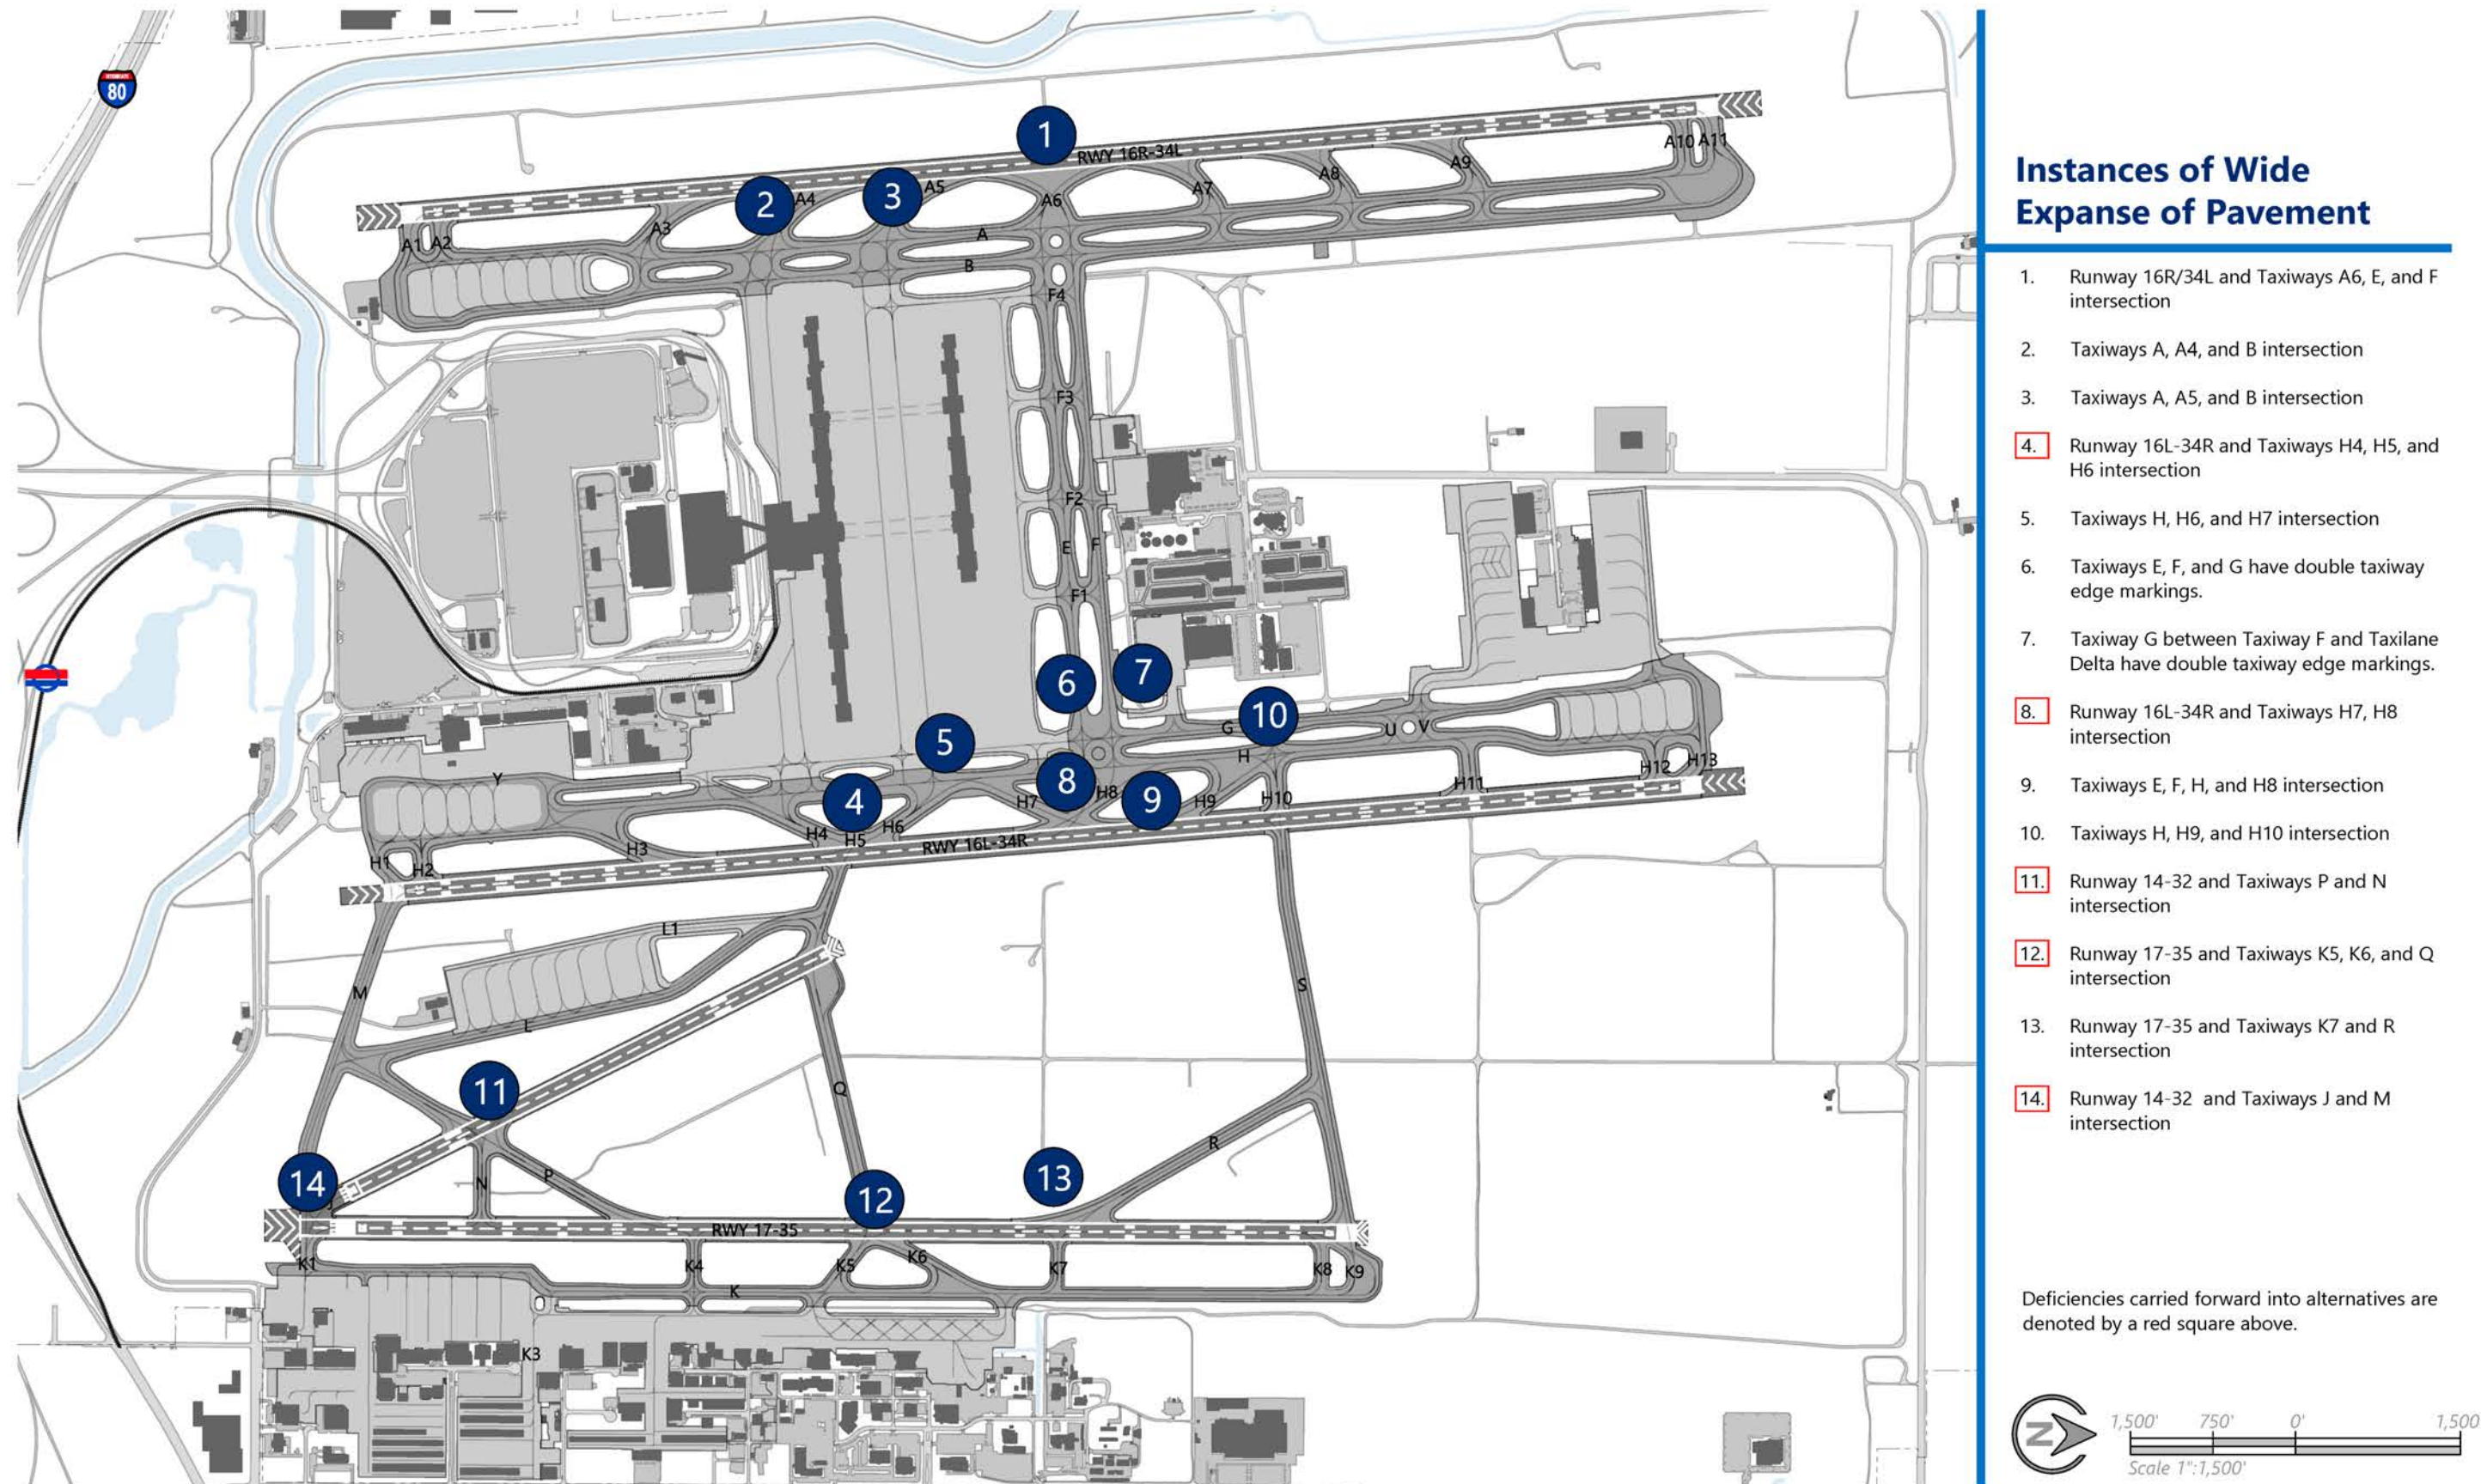 INTERSTATE
80
1
RWY 16R-34L
A10 A11
2
A4
3
A5
A6
A7
A8
A9
A1 A2
A3
A
B
F4
F3
F2
E F
F1
6
7
5
10
G
U V
H
Y
4
8
H7
H8
9
H9
H10
H11
H12 H13
H4
H5
H6
RWY 16L-34R
H1
H2
H3
L1
M
L
S
11
Q
R
14
J
N
P
12
13
RWY 17-35
K1
K4
K5
K6
K7
K8 K9
K
K3
Instances of Wide
Expanse of Pavement
1. Runway 16R/34L and Taxiways A6, E, and F
intersection
2. Taxiways A, A4, and B intersection
3. Taxiways A, A5, and B intersection
4. Runway 16L-34R and Taxiways H4, H5, and
H6 intersection
5. Taxiways H, H6, and H7 intersection
6. Taxiways E, F, and G have double taxiway
edge markings.
7. Taxiway G between Taxiway F and Taxilane
Delta have double taxiway edge markings.
8. Runway 16L-34R and Taxiways H7, H8
intersection
9. Taxiways E, F, H, and H8 intersection
10. Taxiways H, H9, and H10 intersection
11. Runway 14-32 and Taxiways P and N
intersection
12. Runway 17-35 and Taxiways K5, K6, and Q
intersection
13. Runway 17-35 and Taxiways K7 and R
intersection
14. Runway 14-32 and Taxiways J and M
intersection
Deficiencies carried forward into alternatives are
denoted by a red square above.
N
1,500' 750' 0' 1,500
Scale 1":1,500'